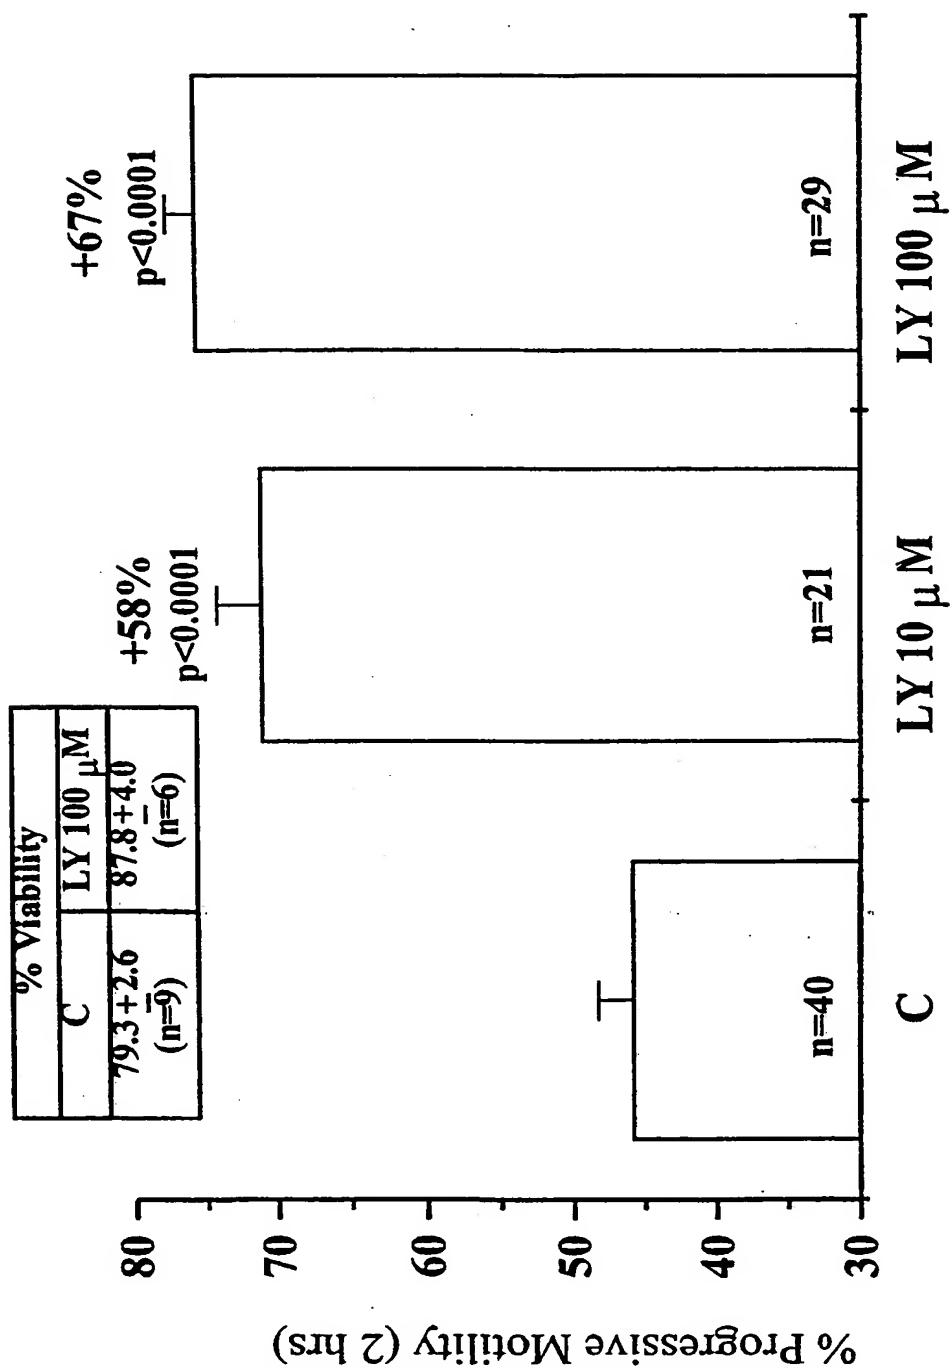 % Viability
C LY 100 μM
79.3±2.6 87.8±4.0
(n=9) (n=6)
+58%
p<0.0001
+67%
p<0.0001
% Progressive Motility (2 hrs)
80
70
60
50
40
30
n=40
n=21
n=29
C
LY 10 μM
LY 100 μM